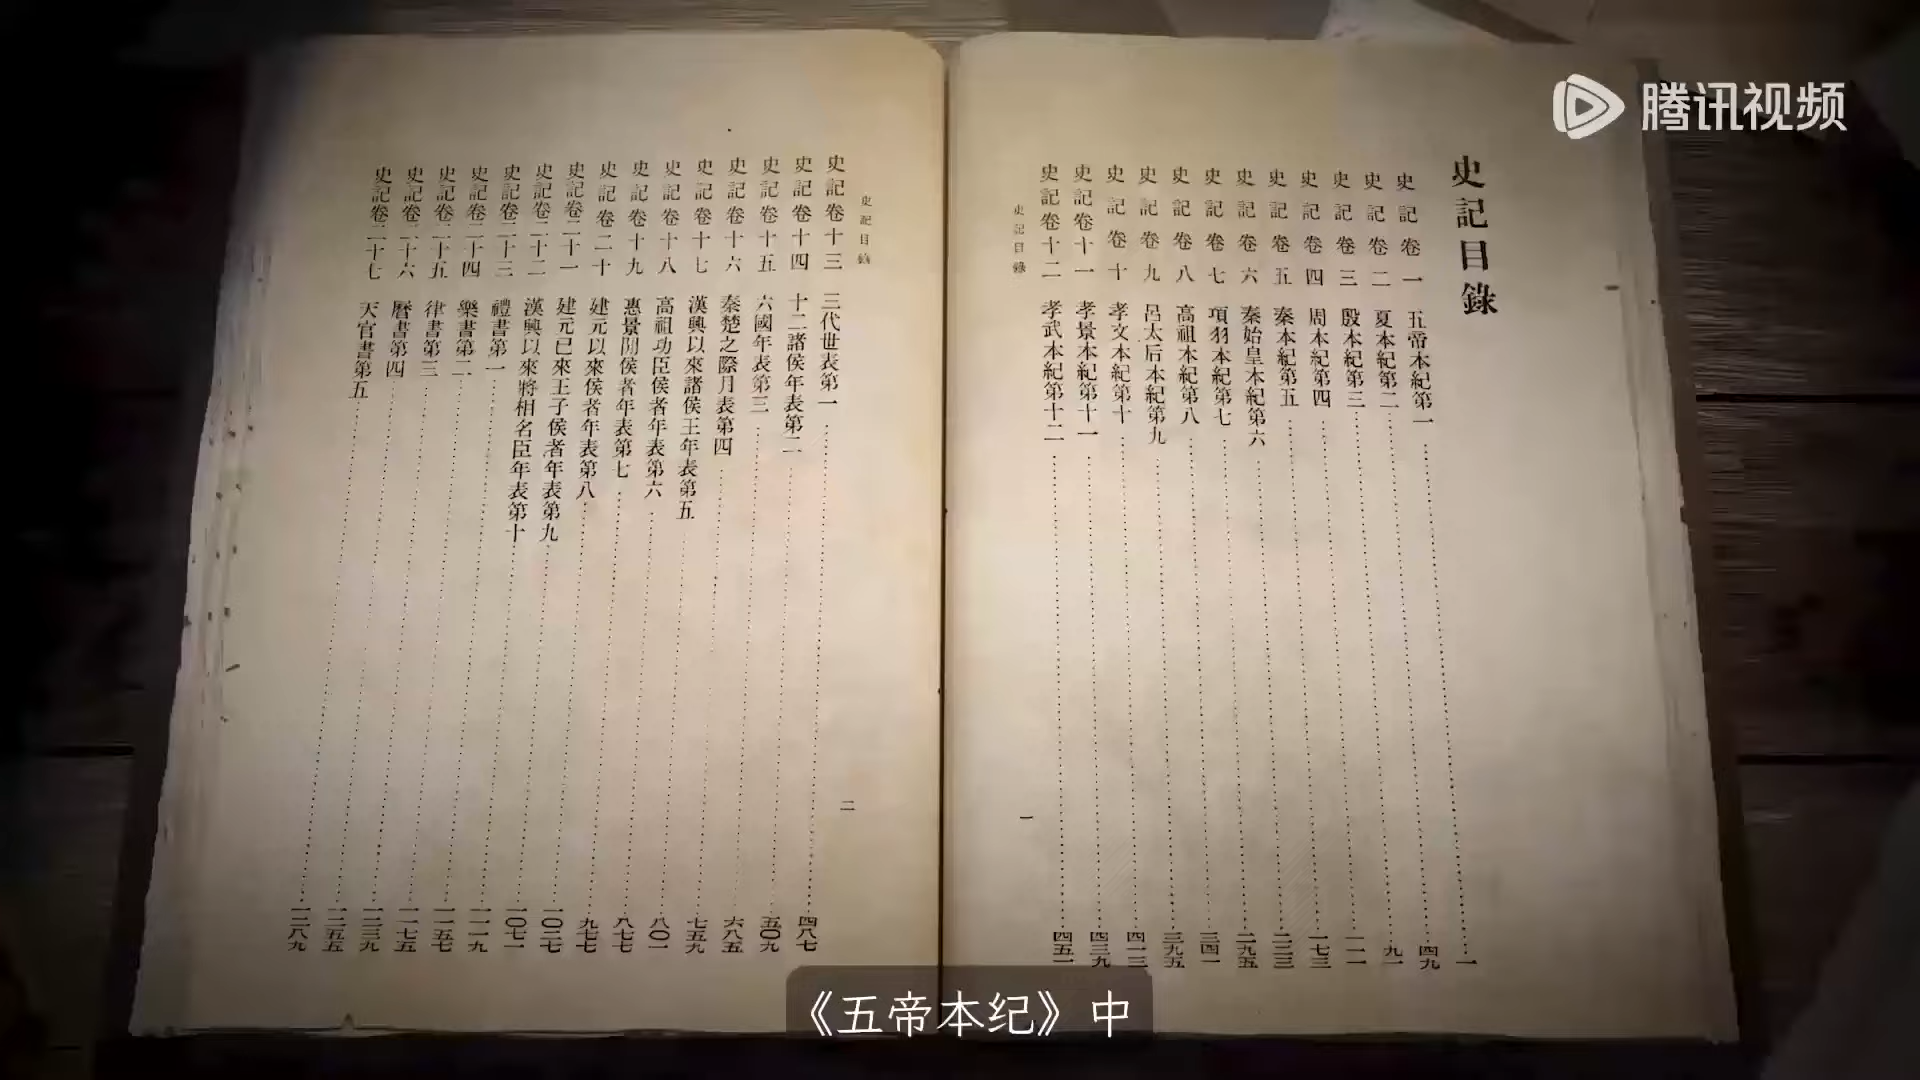 腾讯视频
史記目錄
史記卷一 五帝本紀第一……一
史記卷二 夏本紀第二……四九
史記卷三 殷本紀第三……九一
史記卷四 周本紀第四……一一一
史記卷五 秦本紀第五……一七三
史記卷六 秦始皇本紀第六……二二三
史記卷七 項羽本紀第七……二九五
史記卷八 高祖本紀第八……三四一
史記卷九 呂太后本紀第九……三九五
史記卷十 孝文本紀第十……四一三
史記卷十一 孝景本紀第十一……四三九
史記卷十二 孝武本紀第十二……四五一
史記目錄
一
史記目錄
二
史記卷十三 三代世表第一……四八七
史記卷十四 十二諸侯年表第二……五〇九
史記卷十五 六國年表第三……六八五
史記卷十六 秦楚之際月表第四……七五九
史記卷十七 漢興以來諸侯王年表第五……八〇一
史記卷十八 高祖功臣侯者年表第六……八七七
史記卷十九 惠景閒侯者年表第七……九七七
史記卷二十 建元以來侯者年表第八……一〇二七
史記卷二十一 建元已來王子侯者年表第九……一〇七一
史記卷二十二 漢興以來將相名臣年表第十……一一一九
史記卷二十三 禮書第一……一一五七
史記卷二十四 樂書第二……一一七五
史記卷二十五 律書第三……一二三九
史記卷二十六 曆書第四……一二五五
史記卷二十七 天官書第五……一二八九
《五帝本纪》中